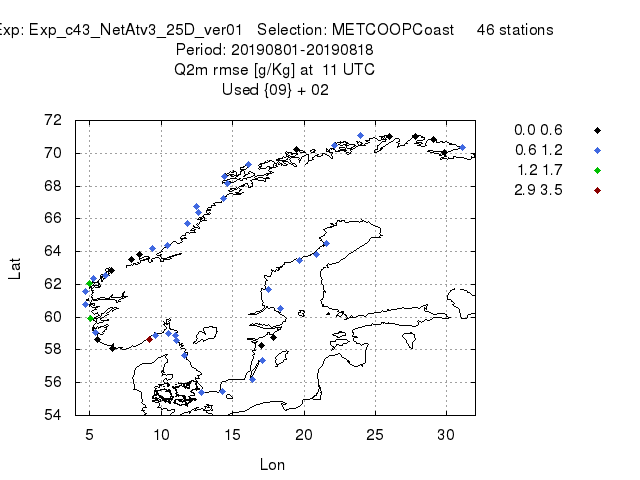 Exp: Exp_c43_NetAtv3_25D_ver01 Selection: METCOOPCoast 46 stations
Period: 20190801-20190818
Q2m rmse [g/Kg] at 11 UTC
Used {09} + 02
72
70
68
66
64
62
60
58
56
54
Lat
5 10 15 20 25 30
Lon
0.0 0.6
0.6 1.2
1.2 1.7
2.9 3.5